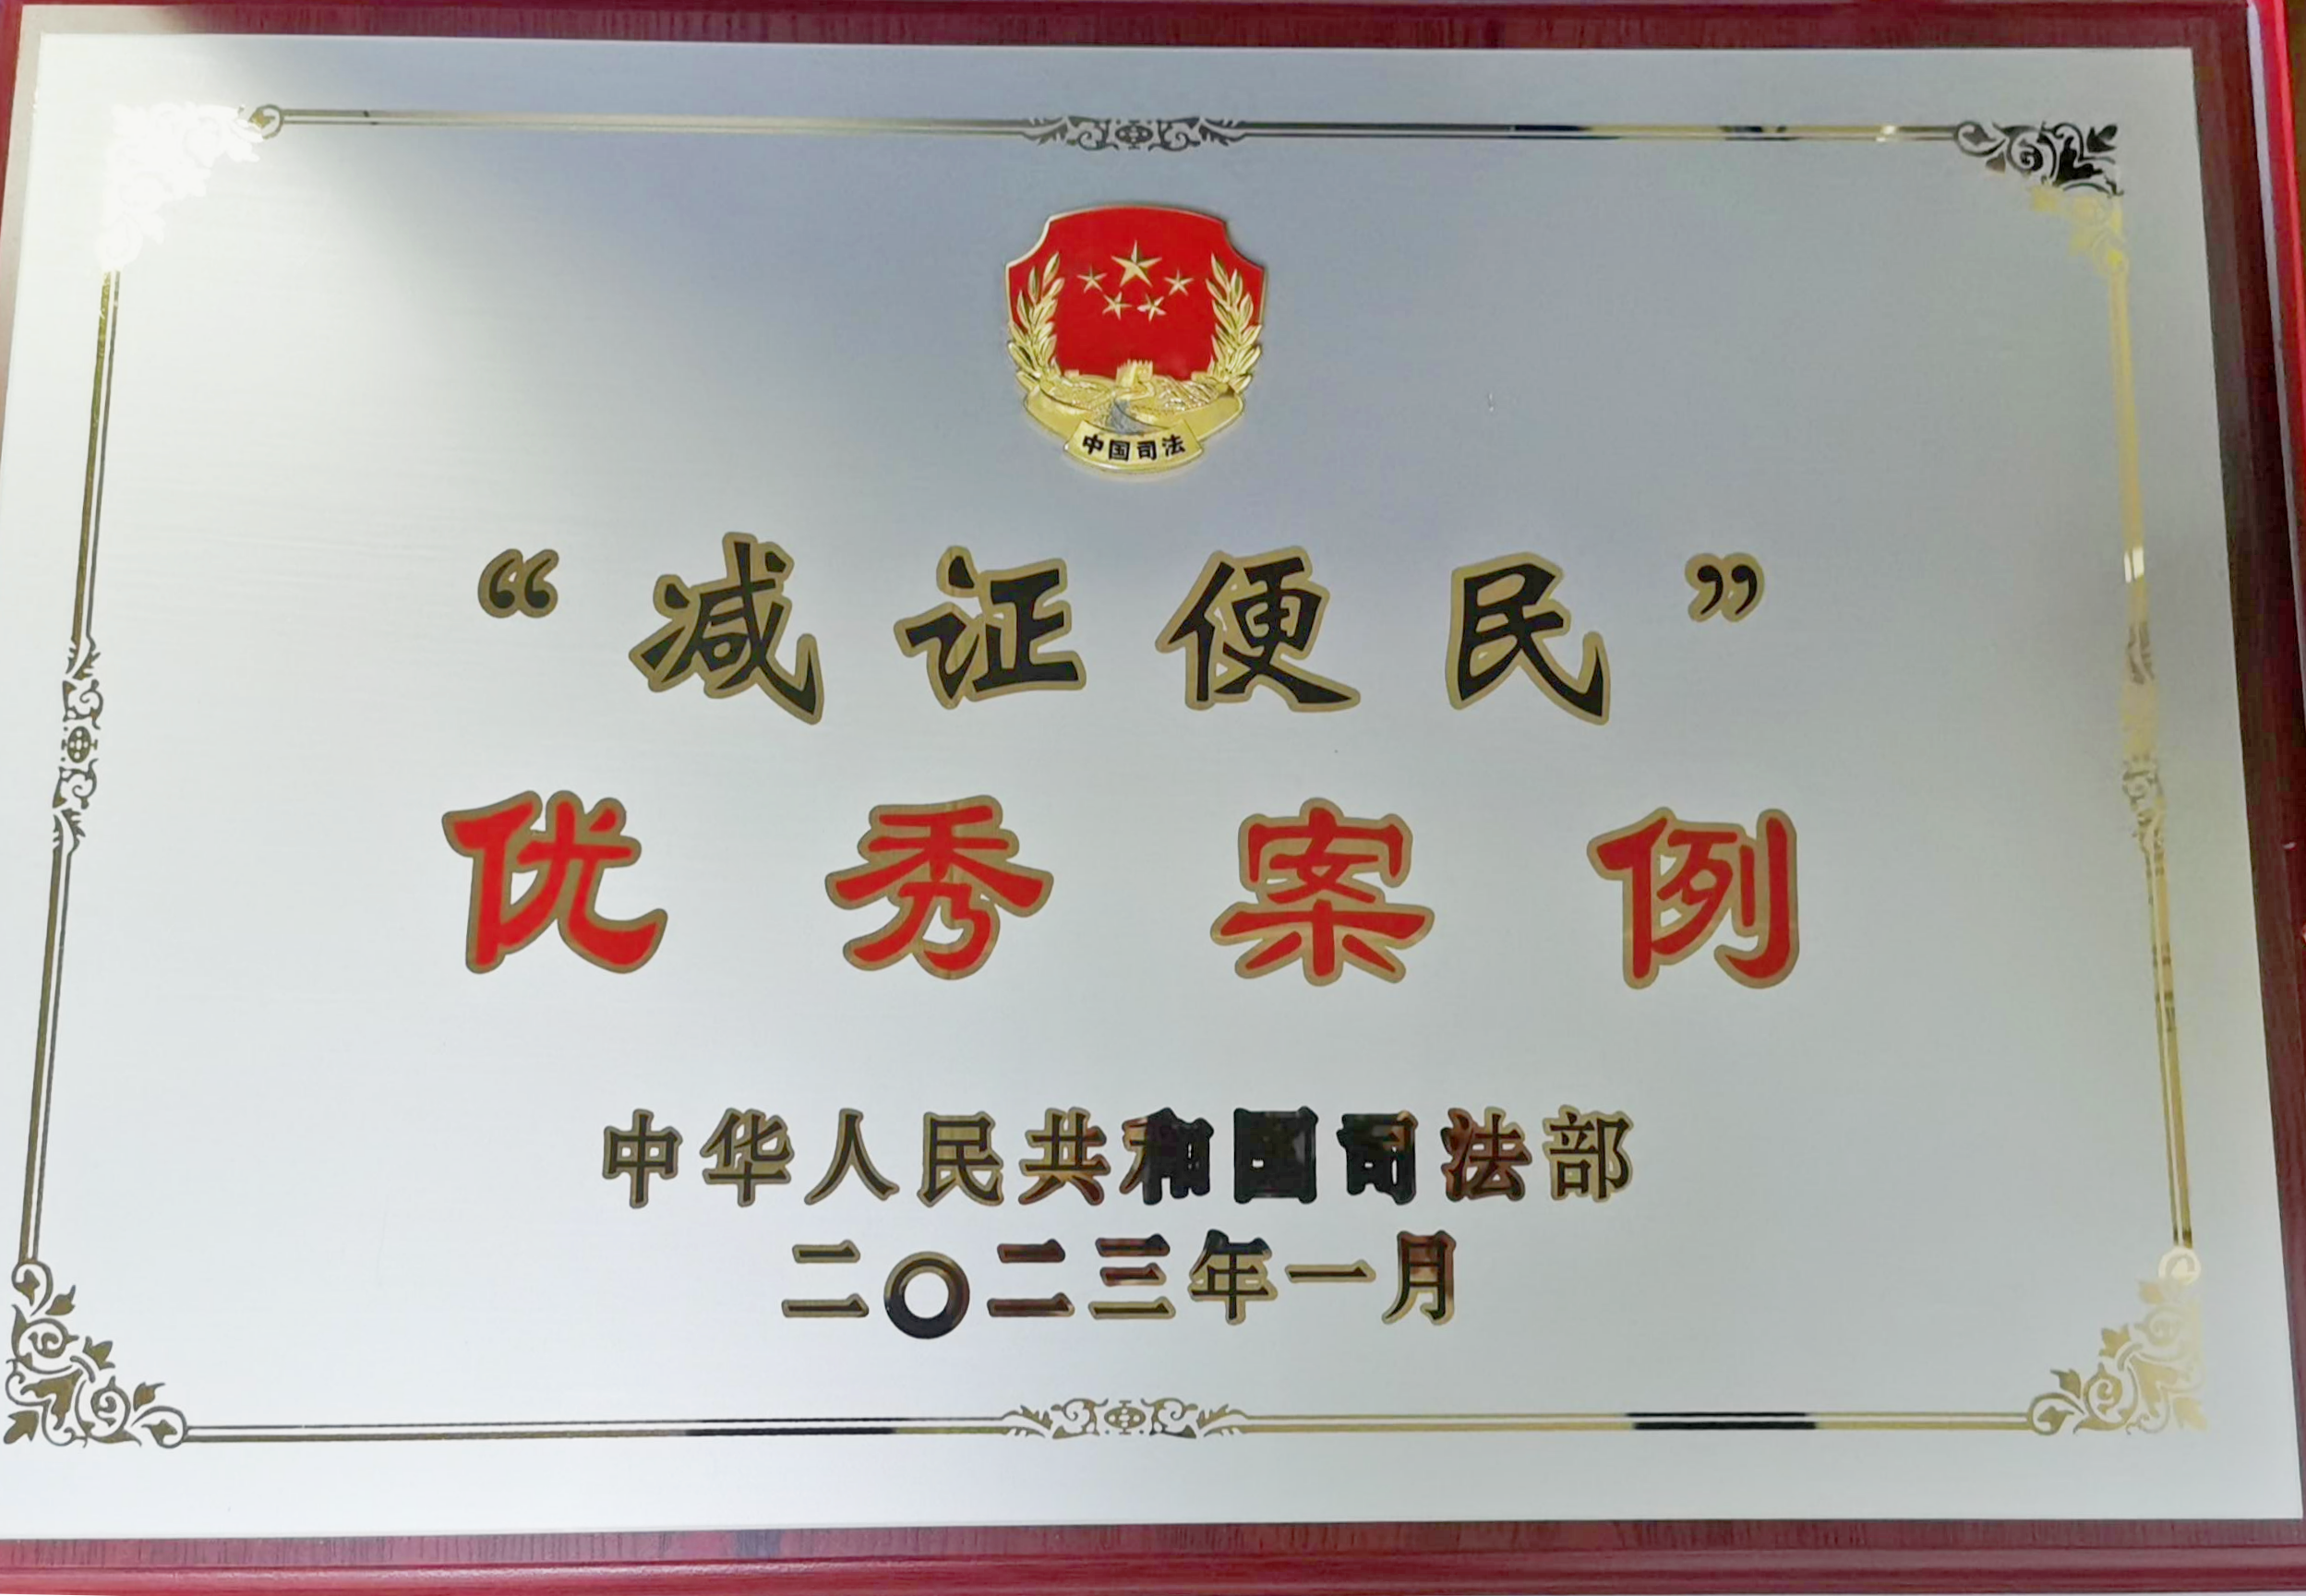 中国司法
“减证便民”
优秀案例
中华人民共和国司法部
二〇二三年一月